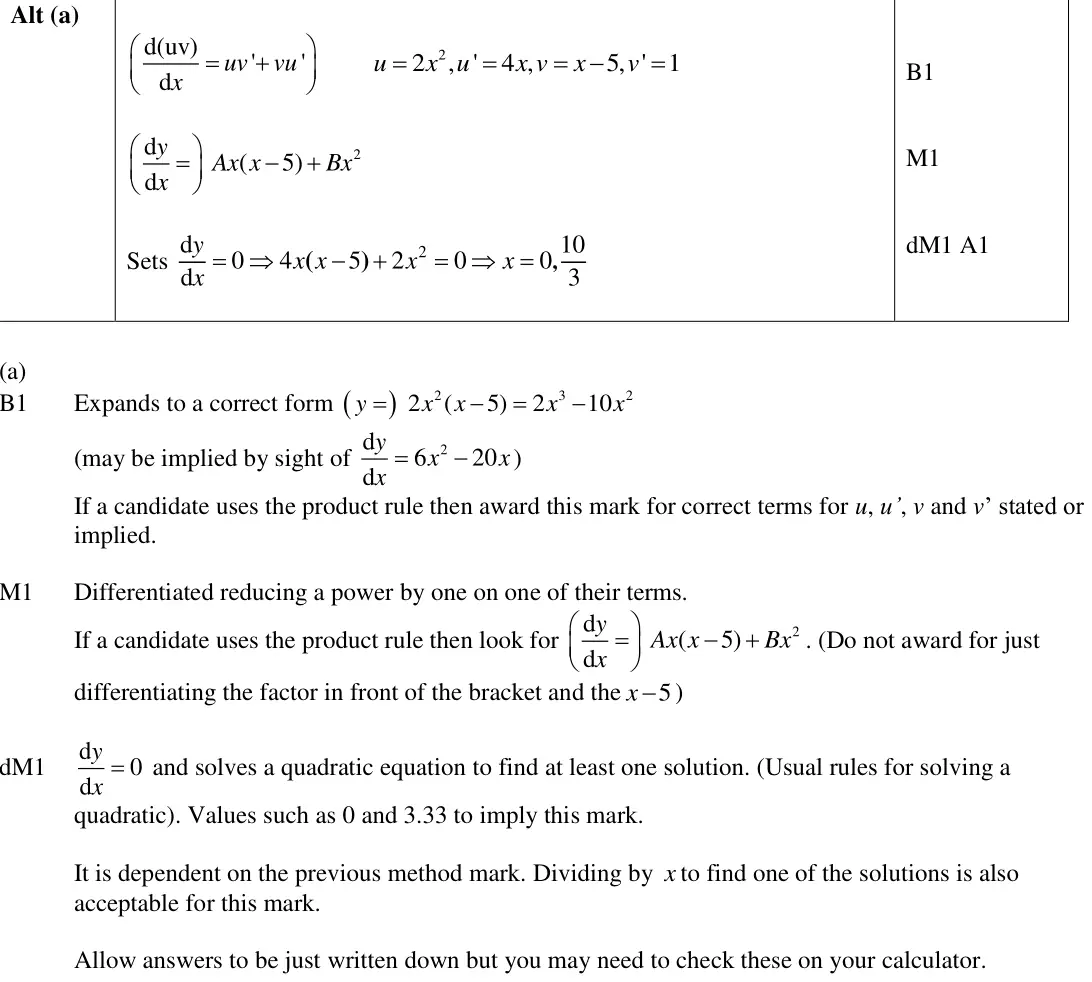 Alt (a)
(d(uv)/dx = uv'+ vu')   u = 2x², u' = 4x, v = x − 5, v' = 1   B1
(dy/dx =) Ax(x − 5) + Bx²   M1
Sets dy/dx = 0 ⇒ 4x(x − 5) + 2x² = 0 ⇒ x = 0, 10/3   dM1 A1
(a)
B1 Expands to a correct form (y =) 2x²(x − 5) = 2x³ − 10x²
(may be implied by sight of dy/dx = 6x² − 20x)
If a candidate uses the product rule then award this mark for correct terms for u, u’, v and v’ stated or
implied.
M1 Differentiated reducing a power by one on one of their terms.
If a candidate uses the product rule then look for (dy/dx =) Ax(x − 5) + Bx². (Do not award for just
differentiating the factor in front of the bracket and the x − 5)
dM1 dy/dx = 0 and solves a quadratic equation to find at least one solution. (Usual rules for solving a
quadratic). Values such as 0 and 3.33 to imply this mark.
It is dependent on the previous method mark. Dividing by x to find one of the solutions is also
acceptable for this mark.
Allow answers to be just written down but you may need to check these on your calculator.